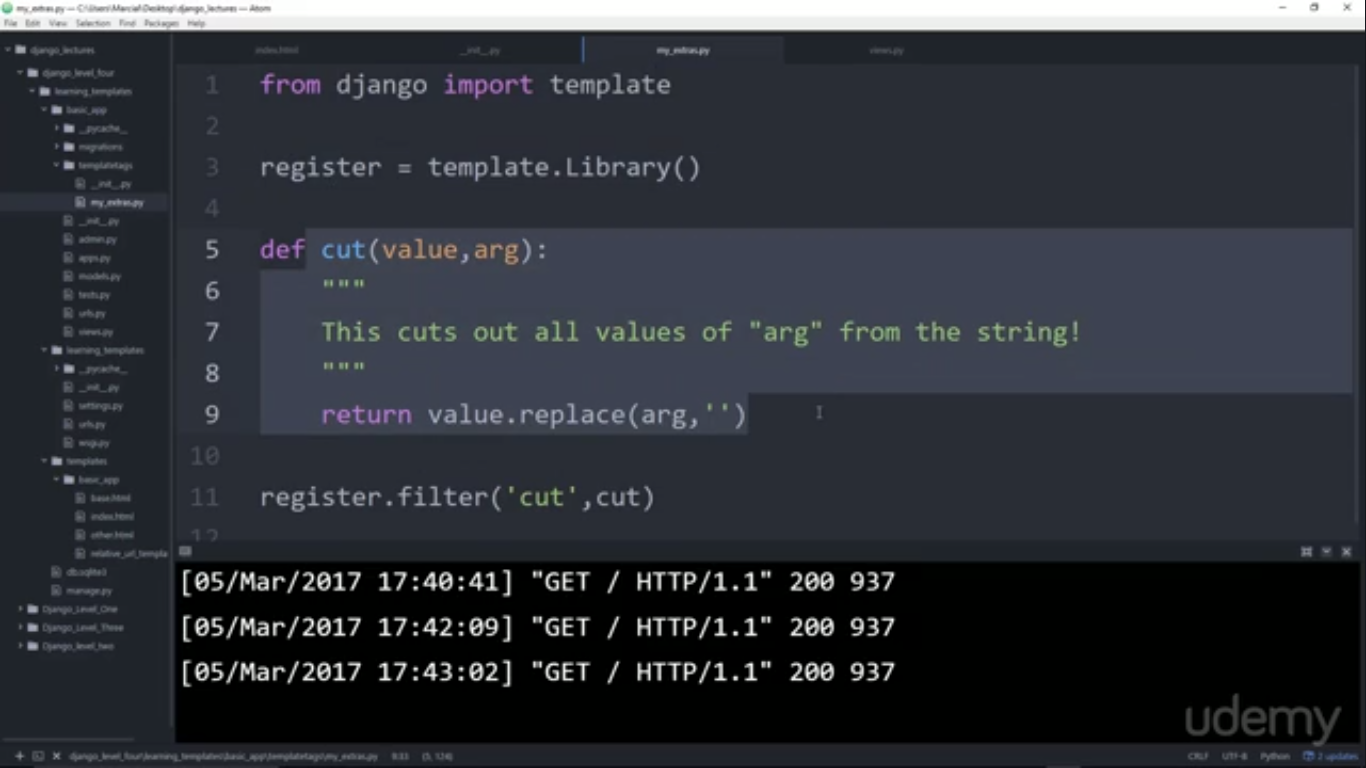 my_extras.py — C:\Users\Marcial\Desktop\django_lectures — Atom
File Edit View Selection Find Packages Help
django_lectures
django_level_four
learning_templates
basic_app
__pycache__
migrations
templatetags
__init__.py
my_extras.py
__init__.py
admin.py
apps.py
models.py
tests.py
urls.py
views.py
learning_templates
__pycache__
__init__.py
settings.py
urls.py
wsgi.py
templates
basic_app
base.html
index.html
other.html
relative_url_templa
db.sqlite3
manage.py
Django_Level_One
Django_Level_Three
Django_level_two
index.html __init__.py my_extras.py views.py
1 from django import template
2
3 register = template.Library()
4
5 def cut(value,arg):
6 """
7 This cuts out all values of "arg" from the string!
8 """
9 return value.replace(arg,'')
10
11 register.filter('cut',cut)
12
[05/Mar/2017 17:40:41] "GET / HTTP/1.1" 200 937
[05/Mar/2017 17:42:09] "GET / HTTP/1.1" 200 937
[05/Mar/2017 17:43:02] "GET / HTTP/1.1" 200 937
udemy
django_level_four\learning_templates\basic_app\templatetags\my_extras.py (5, 124) CRLF UTF-8 Python 2 updates